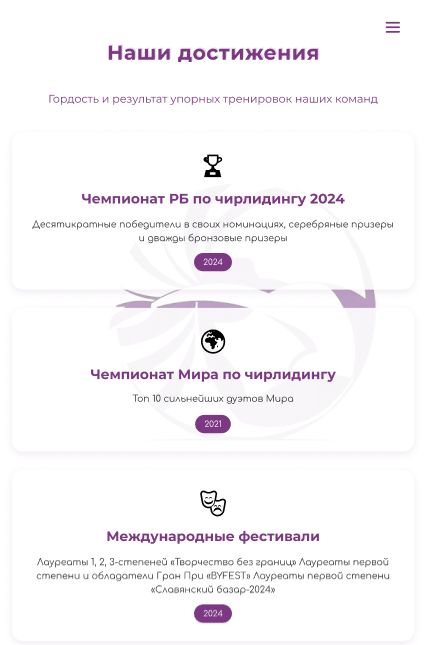 Наши достижения
Гордость и результат упорных тренировок наших команд
Чемпионат РБ по чирлидингу 2024
Десятикратные победители в своих номинациях, серебряные призеры
и дважды бронзовые призеры
2024
Чемпионат Мира по чирлидингу
Топ 10 сильнейших дуэтов Мира
2021
Международные фестивали
Лауреаты 1, 2, 3-степеней «Творчество без границ» Лауреаты первой
степени и обладатели Гран При «BYFEST» Лауреаты первой степени
«Славянский базар-2024»
2024